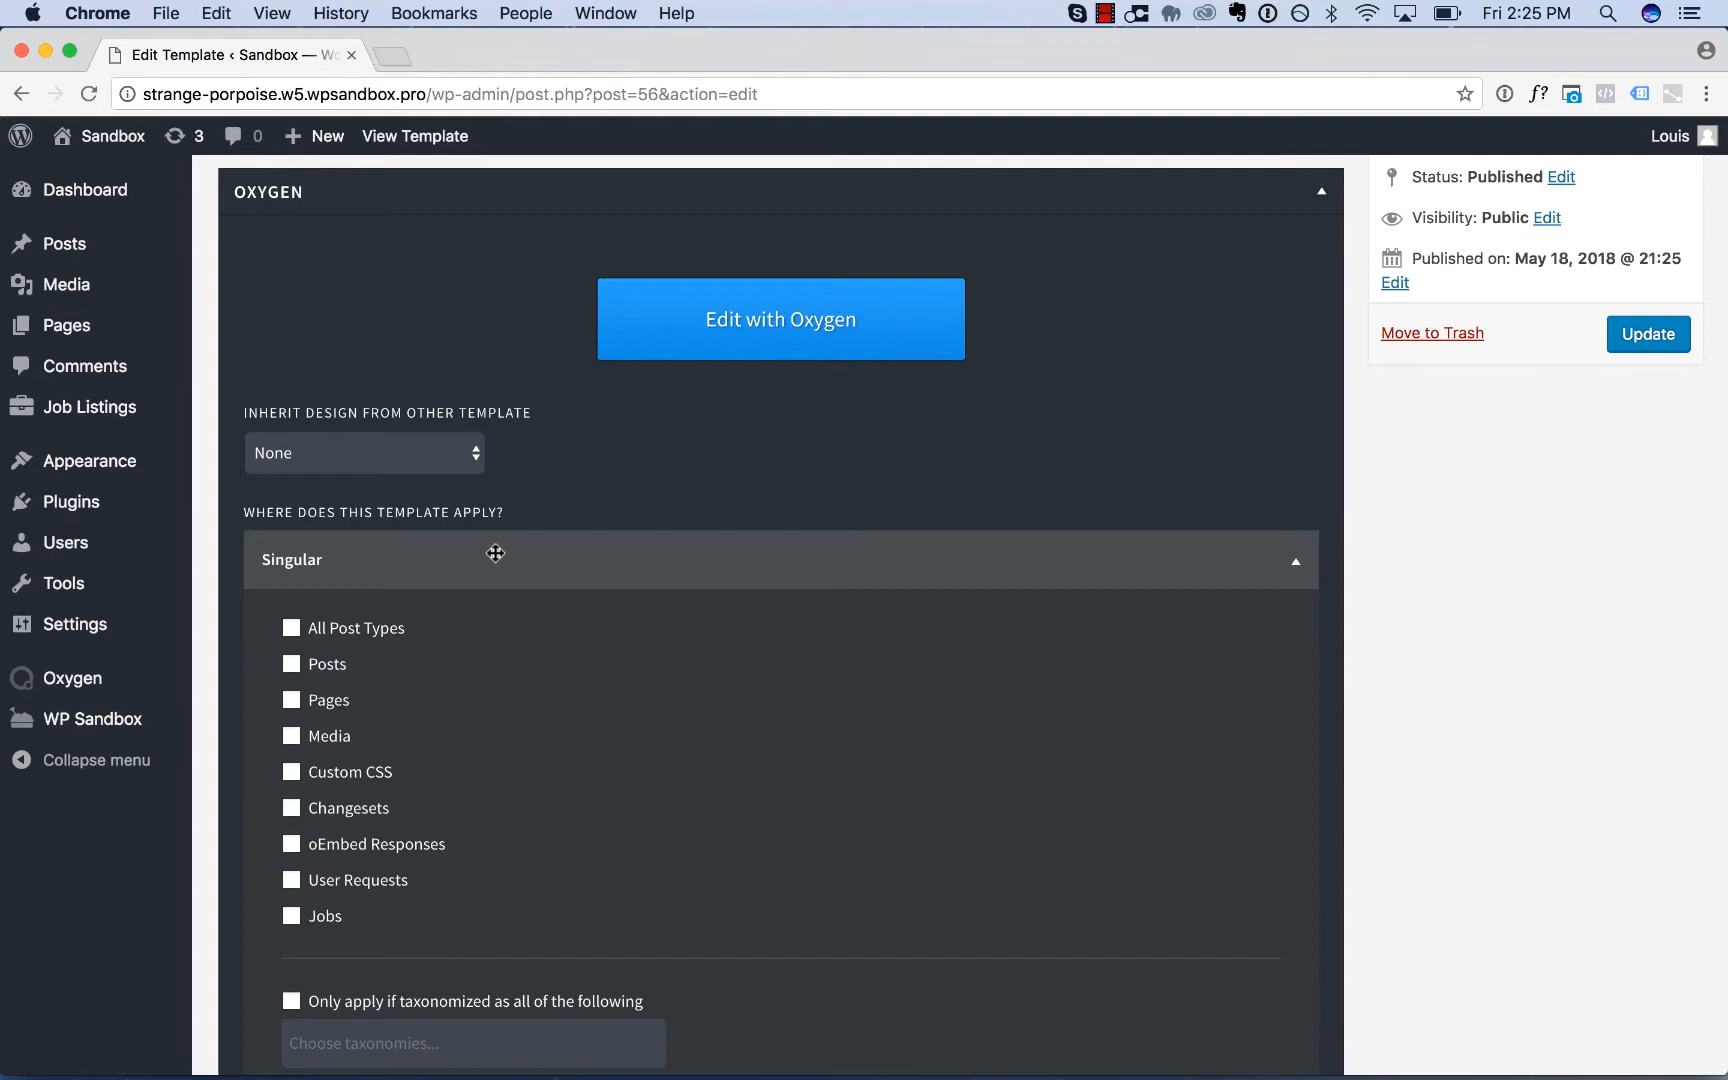 Chrome File Edit View History Bookmarks People Window Help Fri 2:25 PM
Edit Template ‹ Sandbox — Wo
strange-porpoise.w5.wpsandbox.pro/wp-admin/post.php?post=56&action=edit
Sandbox 3 0 New View Template Louis
Dashboard
Posts
Media
Pages
Comments
Job Listings
Appearance
Plugins
Users
Tools
Settings
Oxygen
WP Sandbox
Collapse menu
OXYGEN
Edit with Oxygen
INHERIT DESIGN FROM OTHER TEMPLATE
None
WHERE DOES THIS TEMPLATE APPLY?
Singular
All Post Types
Posts
Pages
Media
Custom CSS
Changesets
oEmbed Responses
User Requests
Jobs
Only apply if taxonomized as all of the following
Choose taxonomies...
Status: Published Edit
Visibility: Public Edit
Published on: May 18, 2018 @ 21:25
Edit
Move to Trash
Update